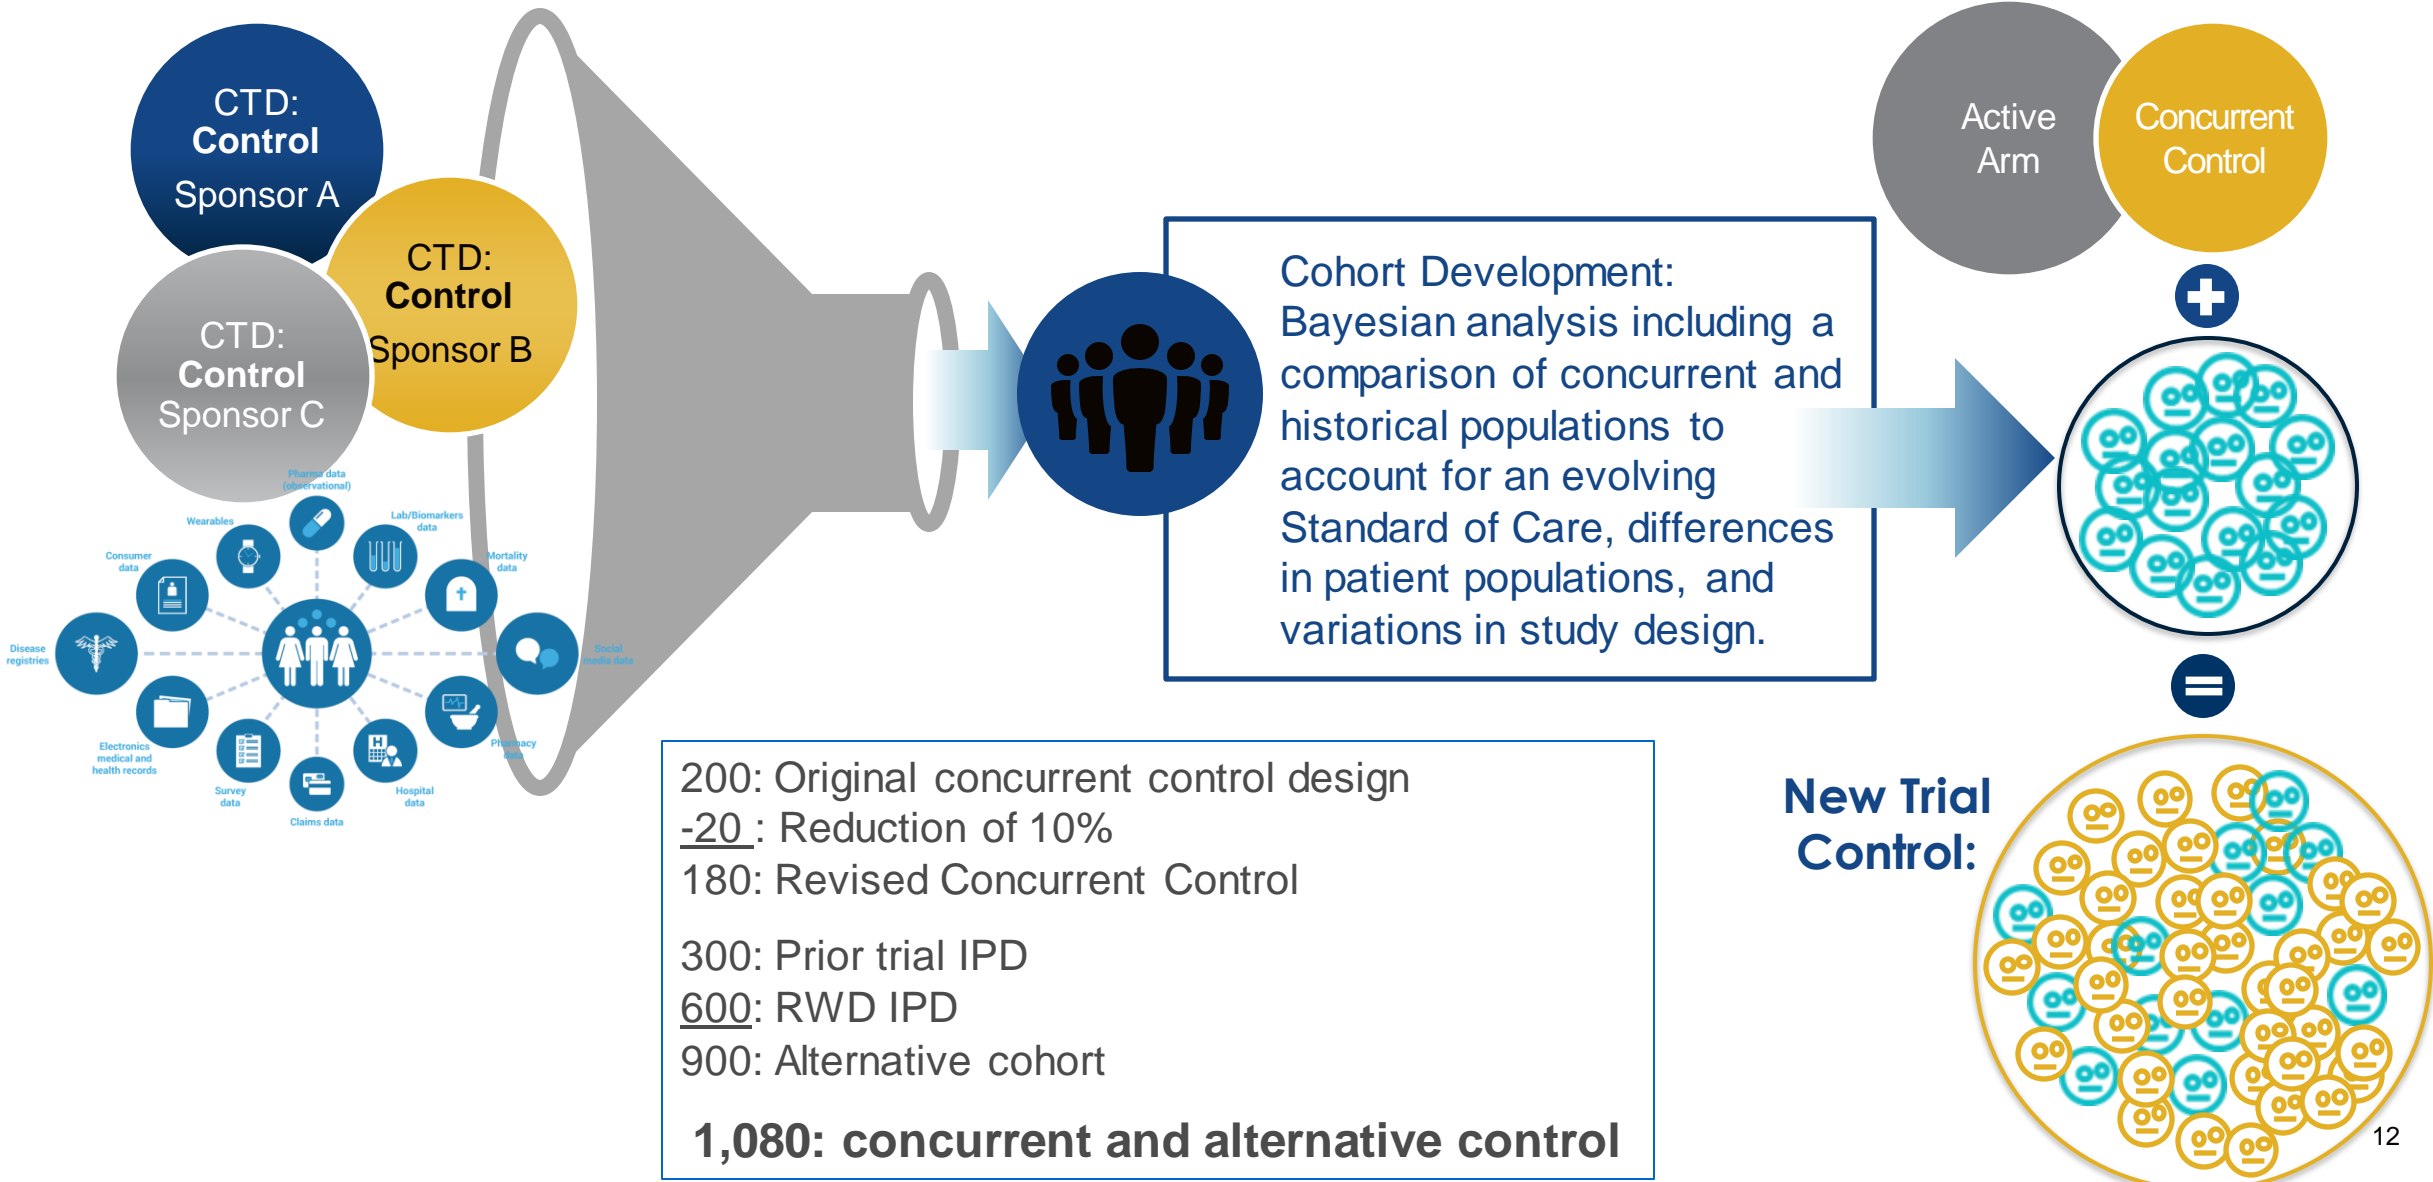 CTD:
Control
Sponsor A
CTD:
Control
Sponsor B
CTD:
Control
Sponsor C
Pharma data
(observational)
Wearables
Lab/Biomarkers
data
Consumer
data
Mortality
data
Disease
registries
Social
media data
Electronics
medical and
health records
Pharmacy
data
Survey
data
Hospital
data
Claims data
H
Cohort Development:
Bayesian analysis including a
comparison of concurrent and
historical populations to
account for an evolving
Standard of Care, differences
in patient populations, and
variations in study design.
Active
Arm
Concurrent
Control
200: Original concurrent control design
-20 : Reduction of 10%
180: Revised Concurrent Control
300: Prior trial IPD
600: RWD IPD
900: Alternative cohort
1,080: concurrent and alternative control
New Trial
Control:
12